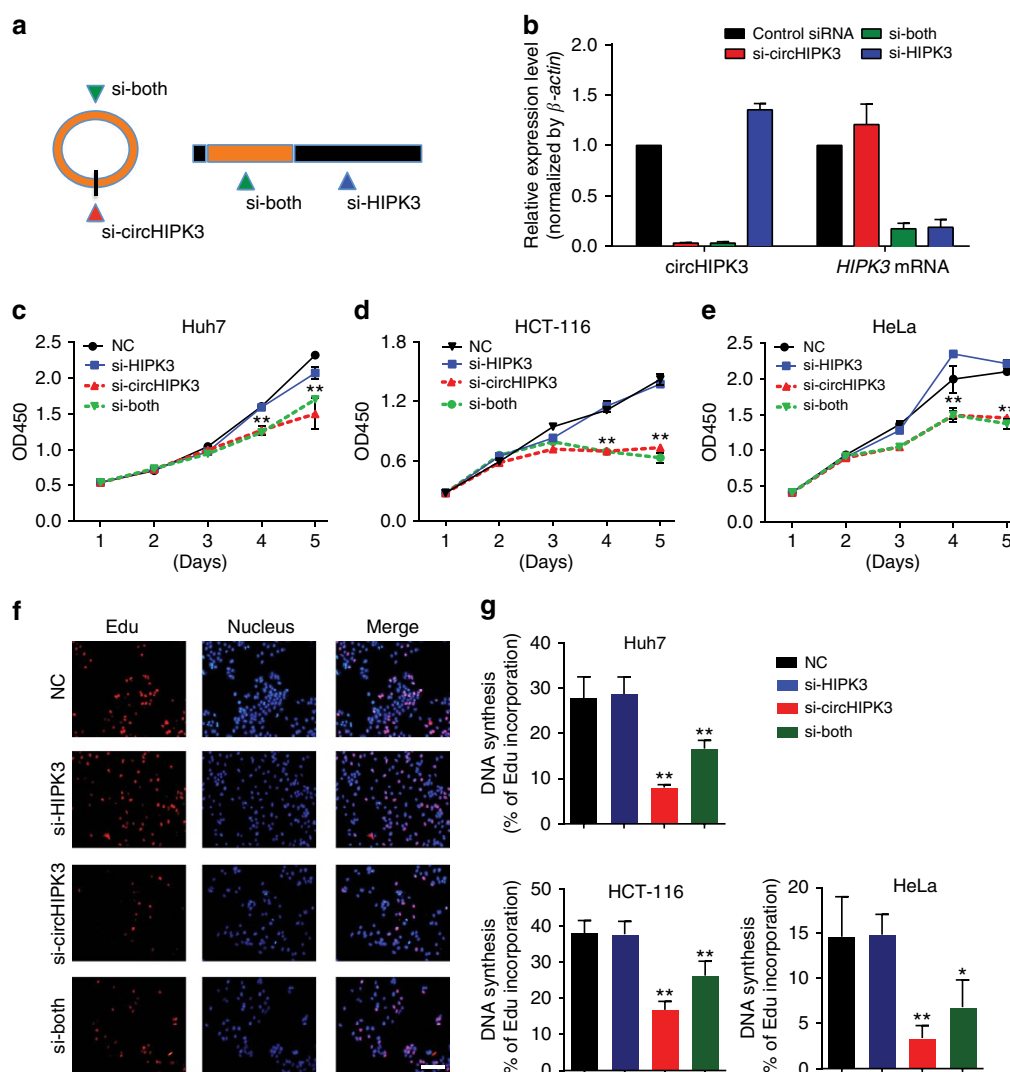 a
si-both
si-circHIPK3
si-both
si-HIPK3
b
Control siRNA
si-circHIPK3
si-both
si-HIPK3
Relative expression level
(normalized by β-actin)
2.0
1.5
1.0
0.5
0.0
circHIPK3
HIPK3 mRNA
c
Huh7
NC
si-HIPK3
si-circHIPK3
si-both
OD450
2.5
2.0
1.5
1.0
0.5
0.0
**
**
1 2 3 4 5
(Days)
d
HCT-116
NC
si-HIPK3
si-circHIPK3
si-both
OD450
1.8
1.2
0.6
0.0
**
**
1 2 3 4 5
(Days)
e
HeLa
NC
si-HIPK3
si-circHIPK3
si-both
OD450
2.5
2.0
1.5
1.0
0.5
0.0
**
**
1 2 3 4 5
(Days)
f
Edu Nucleus Merge
NC
si-HIPK3
si-circHIPK3
si-both
g
Huh7
DNA synthesis
(% of Edu incorporation)
40
30
20
10
0
**
**
NC
si-HIPK3
si-circHIPK3
si-both
HCT-116
DNA synthesis
(% of Edu incorporation)
50
40
30
20
10
0
**
**
HeLa
DNA synthesis
(% of Edu incorporation)
20
15
10
5
0
**
*